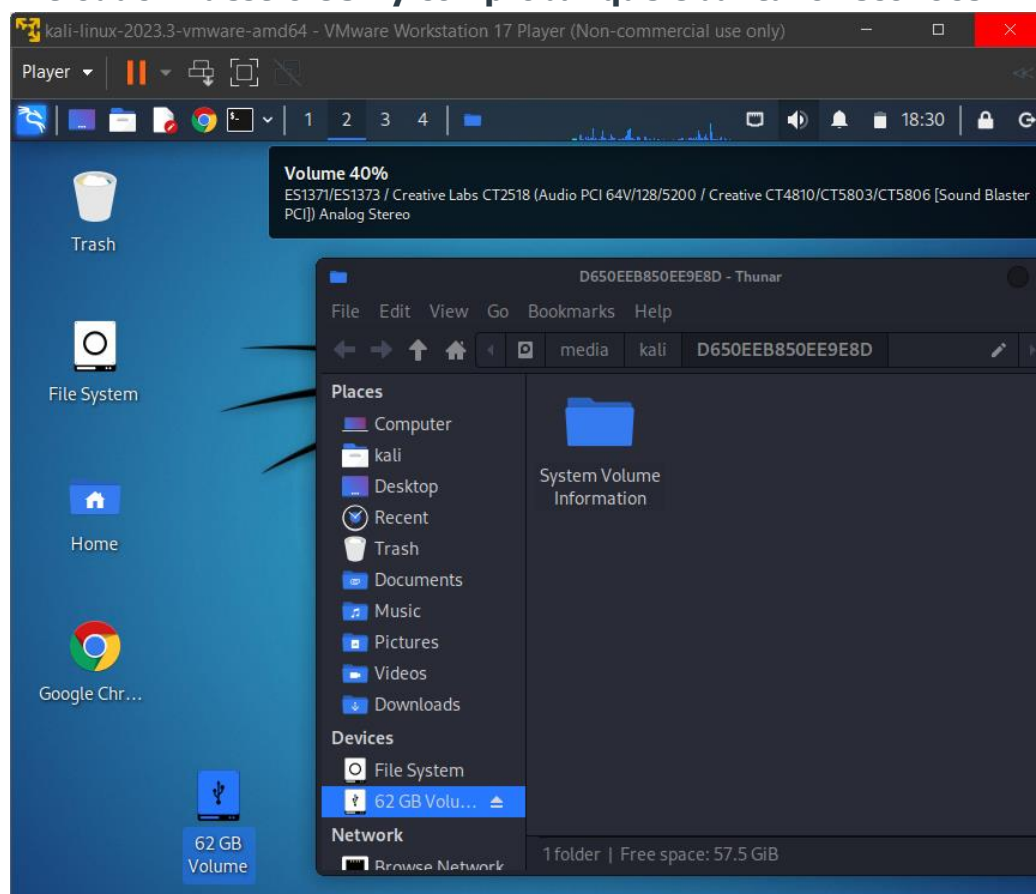 kali-linux-2023.3-vmware-amd64 - VMware Workstation 17 Player (Non-commercial use only)
Player
1 2 3 4
18:30
Volume 40%
ES1371/ES1373 / Creative Labs CT2518 (Audio PCI 64V/128/5200 / Creative CT4810/CT5803/CT5806 [Sound Blaster
PCI]) Analog Stereo
Trash
File System
Home
Google Chr...
62 GB
Volume
D650EEB850EE9E8D - Thunar
File Edit View Go Bookmarks Help
media kali D650EEB850EE9E8D
Places
Computer
kali
Desktop
Recent
Trash
Documents
Music
Pictures
Videos
Downloads
Devices
File System
62 GB Volu...
Network
Browse Network
System Volume
Information
1 folder | Free space: 57.5 GiB